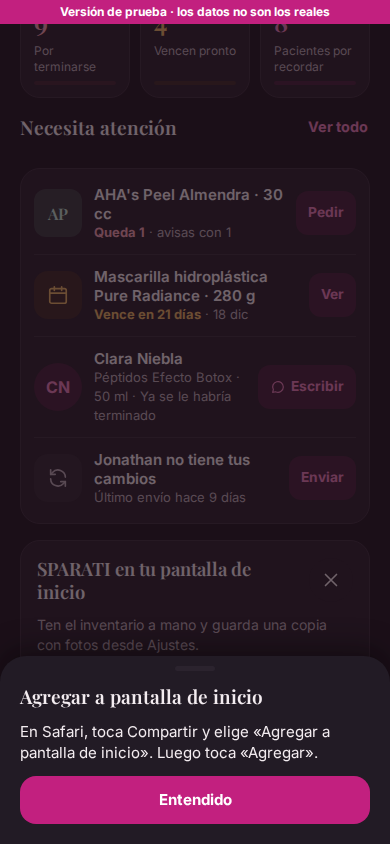 Versión de prueba · los datos no son los reales
9
4
8
Por terminarse
Vencen pronto
Pacientes por recordar
Necesita atención
Ver todo
AP
AHA's Peel Almendra · 30 cc
Queda 1 · avisas con 1
Pedir
Mascarilla hidroplástica
Pure Radiance · 280 g
Vence en 21 días · 18 dic
Ver
CN
Clara Niebla
Péptidos Efecto Botox ·
50 ml · Ya se le habría
terminado
Escribir
Jonathan no tiene tus
cambios
Último envío hace 9 días
Enviar
SPARATI en tu pantalla de
inicio
Ten el inventario a mano y guarda una copia
con fotos desde Ajustes.
Agregar a pantalla de inicio
En Safari, toca Compartir y elige «Agregar a
pantalla de inicio». Luego toca «Agregar».
Entendido